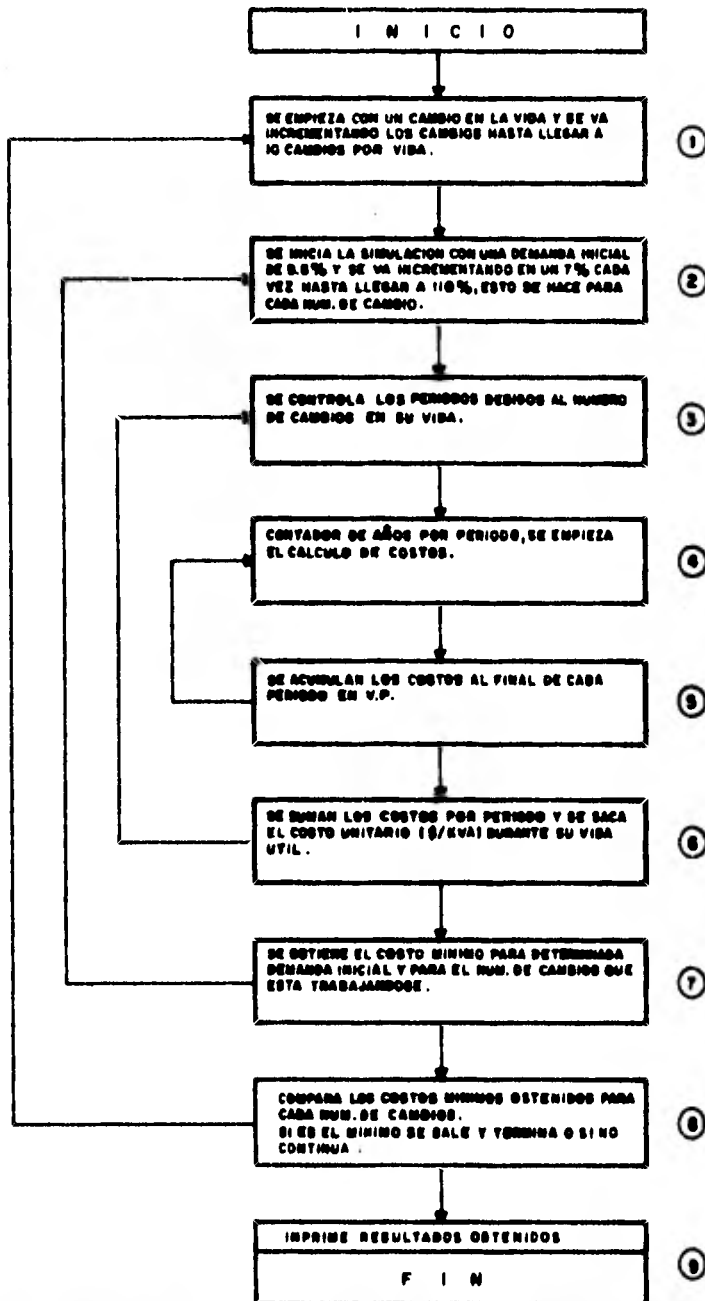 I N I C I O
SE EMPIEZA CON UN CAMBIO EN LA VIDA Y SE VA
INCREMENTANDO LOS CAMBIOS HASTA LLEGAR A
10 CAMBIOS POR VIDA.
1
SE INICIA LA SIMULACION CON UNA DEMANDA INICIAL
Y SE VA INCREMENTANDO EN UN 7% CADA
VEZ HASTA LLEGAR A 110%, ESTO SE HACE PARA
CADA NUM. DE CAMBIO.
2
SE CONTROLA LOS PERIODOS DEBIDOS AL NUMERO
DE CAMBIOS EN SU VIDA.
3
CONTADOR DE AÑOS POR PERIODO, SE EMPIEZA
EL CALCULO DE COSTOS.
4
SE ACUMULAN LOS COSTOS AL FINAL DE CADA
PERIODO EN V.P.
5
SE SUMAN LOS COSTOS POR PERIODO Y SE SACA
EL COSTO UNITARIO ($/KVA) DURANTE SU VIDA
UTIL.
6
SE OBTIENE EL COSTO MINIMO PARA DETERMINADA
DEMANDA INICIAL Y PARA EL NUM. DE CAMBIOS QUE
ESTA TRABAJANDOSE.
7
COMPARA LOS COSTOS MINIMOS OBTENIDOS PARA
CADA NUM. DE CAMBIOS.
SI ES EL MINIMO SE SALE Y TERMINA O SI NO
CONTINUA.
8
IMPRIME RESULTADOS OBTENIDOS
F I N
9